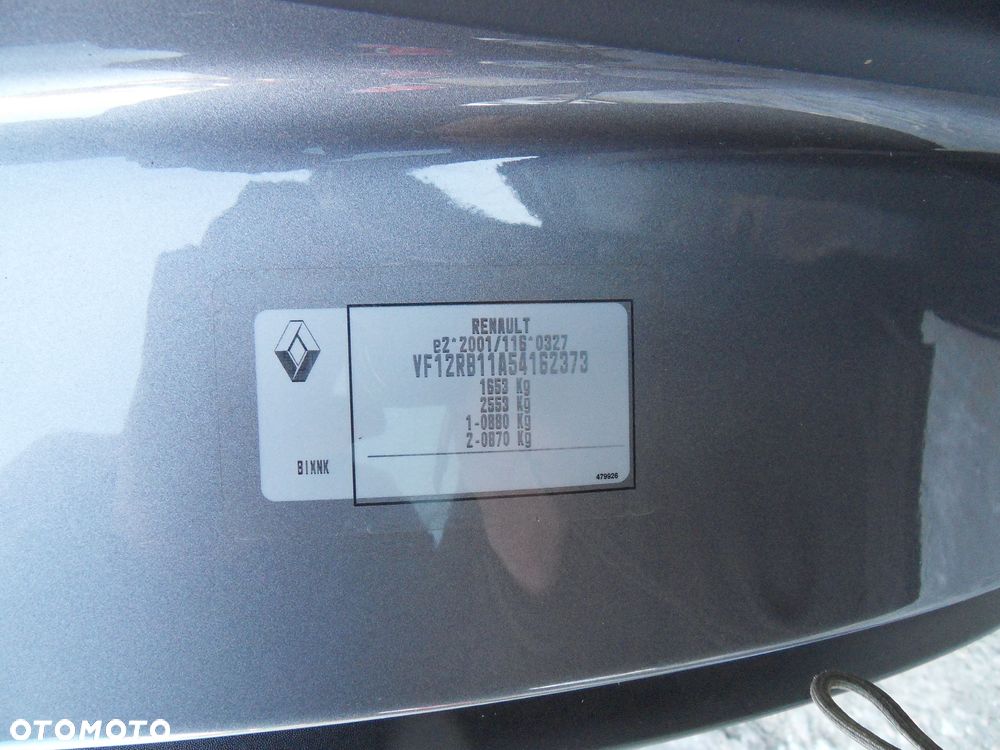 RENAULT
e2*2001/116*0327
VF12RB11A54162373
1653 Kg
2553 Kg
1-0880 Kg
2-0870 Kg
BIXNK
479926
OTOMOTO